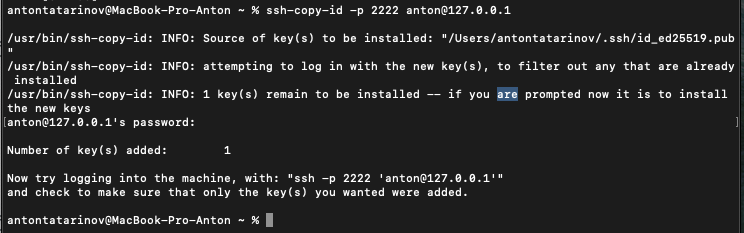 antontatarinov@MacBook-Pro-Anton ~ % ssh-copy-id -p 2222 anton@127.0.0.1
/usr/bin/ssh-copy-id: INFO: Source of key(s) to be installed: "/Users/antontatarinov/.ssh/id_ed25519.pub
"
/usr/bin/ssh-copy-id: INFO: attempting to log in with the new key(s), to filter out any that are already
 installed
/usr/bin/ssh-copy-id: INFO: 1 key(s) remain to be installed -- if you are prompted now it is to install
the new keys
[anton@127.0.0.1's password: ]
Number of key(s) added:        1
Now try logging into the machine, with: "ssh -p 2222 'anton@127.0.0.1'"
and check to make sure that only the key(s) you wanted were added.
antontatarinov@MacBook-Pro-Anton ~ %